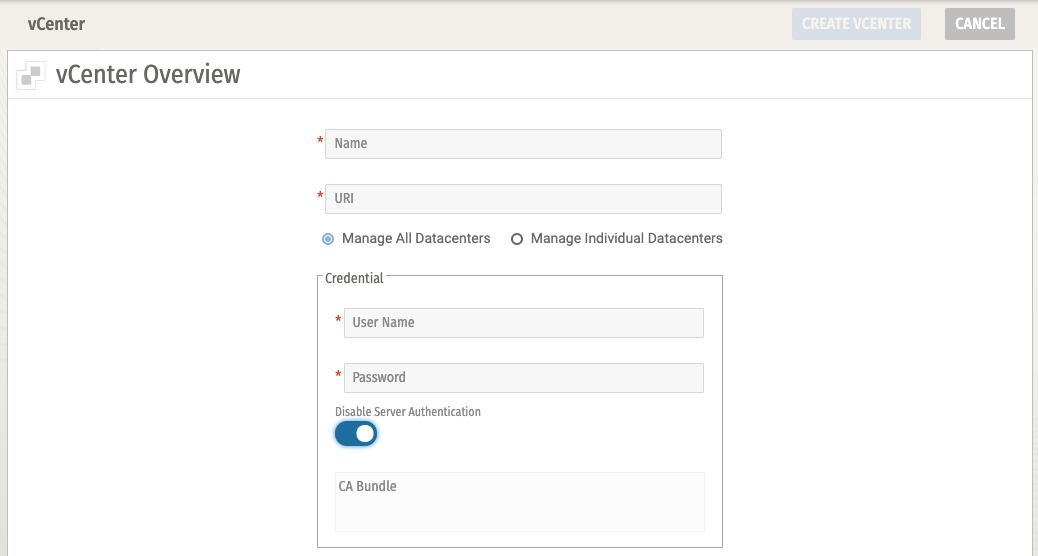 vCenter
CREATE VCENTER
CANCEL
vCenter Overview
* Name
* URI
Manage All Datacenters
Manage Individual Datacenters
Credential
* User Name
* Password
Disable Server Authentication
CA Bundle